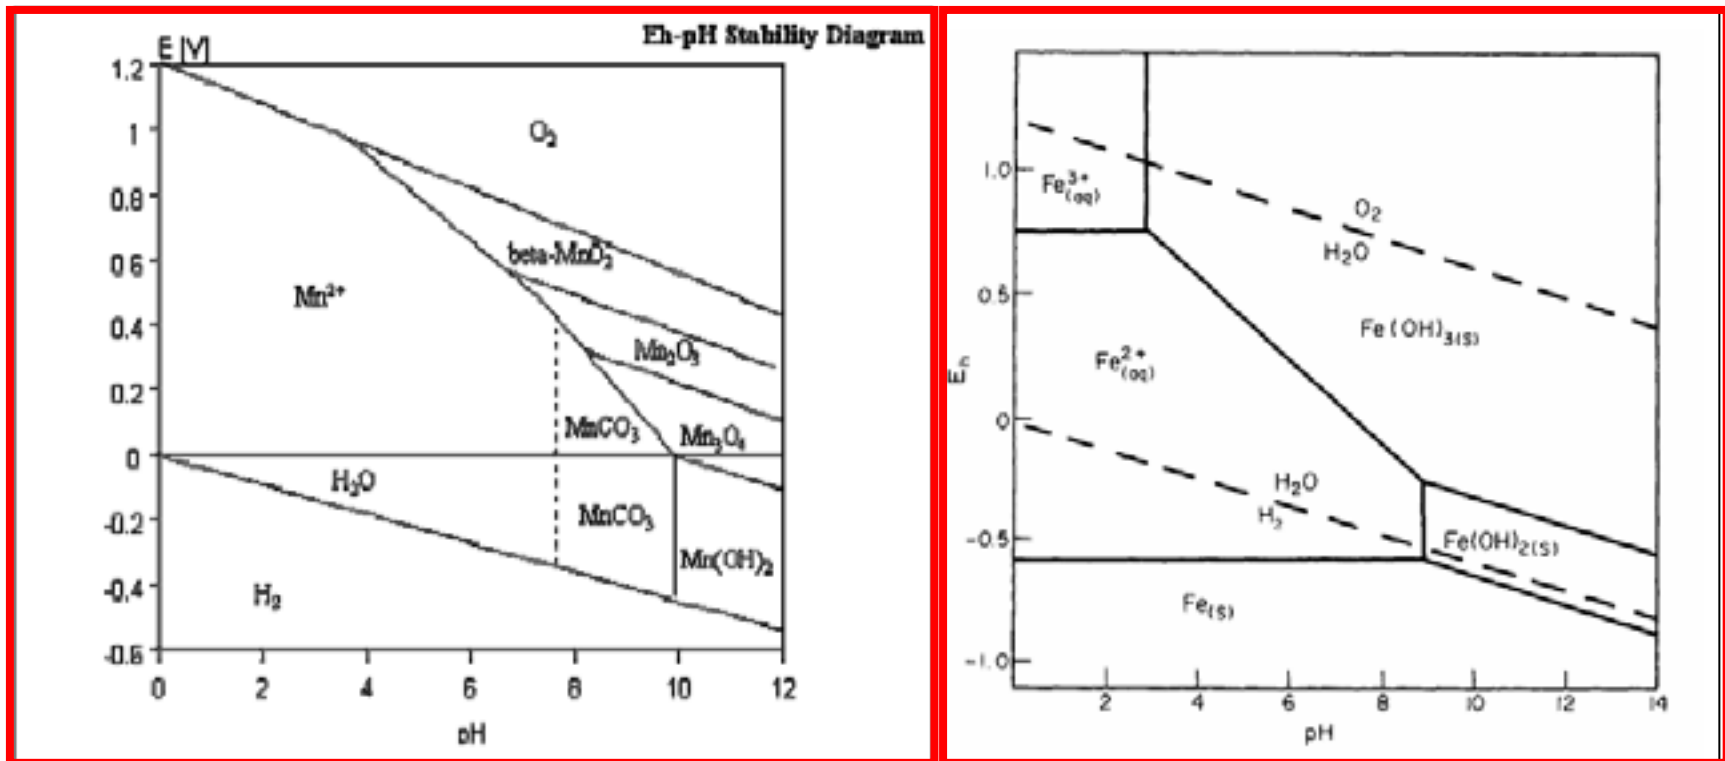 Eh-pH Stability Diagram
E [V]
1.2
1
0.8
0.6
0.4
0.2
0
-0.2
-0.4
-0.6
0 2 4 6 8 10 12
pH
O₂
beta-MnO₂
Mn²⁺
Mn₂O₃
MnCO₃
Mn₃O₄
H₂O
MnCO₃
Mn(OH)₂
H₂
1.0
0.5
0
-0.5
-1.0
Eh
2 4 6 8 10 12 14
pH
Fe³⁺(aq)
O₂
H₂O
Fe(OH)₃(S)
Fe²⁺(aq)
H₂O
H₂
Fe(OH)₂(S)
Fe(S)